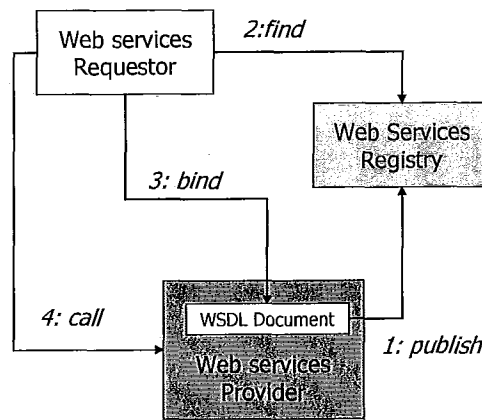 Web services
Requestor
2:find
Web Services
Registry
3: bind
WSDL Document
4: call
Web services
Provider
1: publish